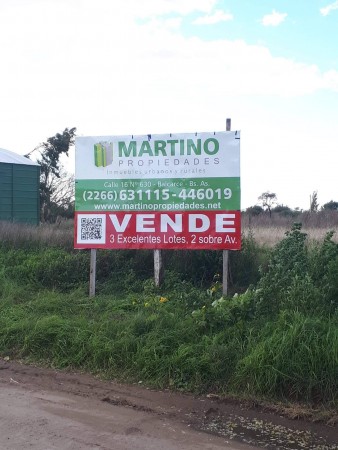 MARTINO
PROPIEDADES
inmuebles urbanos y rurales
Calle 16 Nº 630 - Balcarce - Bs. As.
(2266) 631115-446019
www.martinopropiedades.net
VENDE
3 Excelentes Lotes, 2 sobre Av.